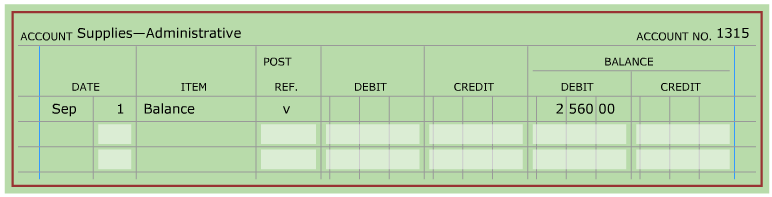 ACCOUNT Supplies—Administrative ACCOUNT NO. 1315
POST BALANCE
DATE ITEM REF. DEBIT CREDIT DEBIT CREDIT
Sep 1 Balance v 2 560 00